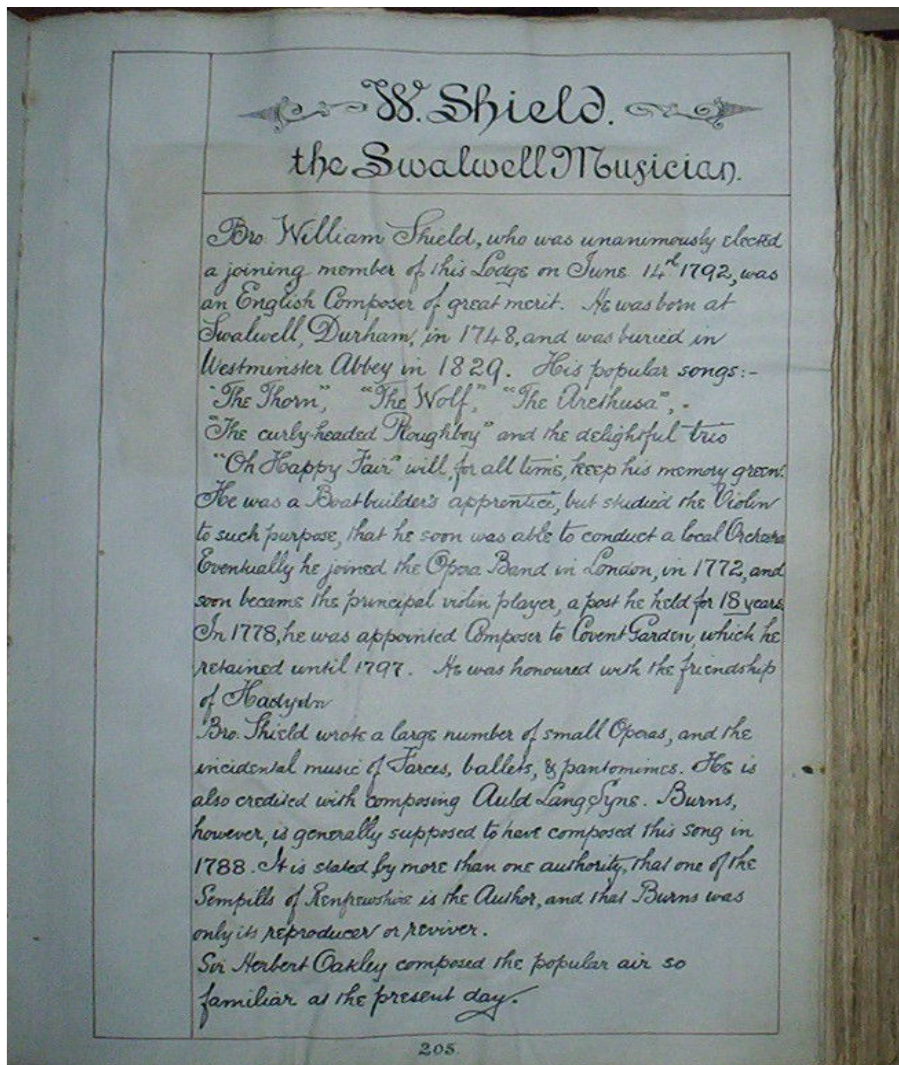 W. Shield.
the Swalwell Musician.
Bro. William Shield, who was unanimously elected
a joining member of this Lodge on June 14th 1792, was
an English Composer of great merit. He was born at
Swalwell, Durham, in 1748, and was buried in
Westminster Abbey in 1829. His popular songs:-
"The Thorn," "The Wolf," "The Arethusa", -
"The curly-headed Ploughboy" and the delightful trio
"Oh Happy Fair" will, for all time, keep his memory green.
He was a Boatbuilder's apprentice, but studied the Violin
to such purpose, that he soon was able to conduct a local Orchestra
Eventually he joined the Opera Band in London, in 1772, and
soon became the principal violin player, a post he held for 18 years.
In 1778, he was appointed Composer to Covent Garden, which he
retained until 1797. He was honoured with the friendship
of Hadydn
Bro. Shield wrote a large number of small Operas, and the
incidental music of Farces, ballets, & pantomimes. He is
also credited with composing Auld Lang Syne. Burns,
however, is generally supposed to have composed this song in
1788. It is stated by more than one authority, that one of the
Sempills of Renfrewshire is the Author, and that Burns was
only its reproducer or reviver.
Sir Herbert Oakley composed the popular air so
familiar at the present day.
205